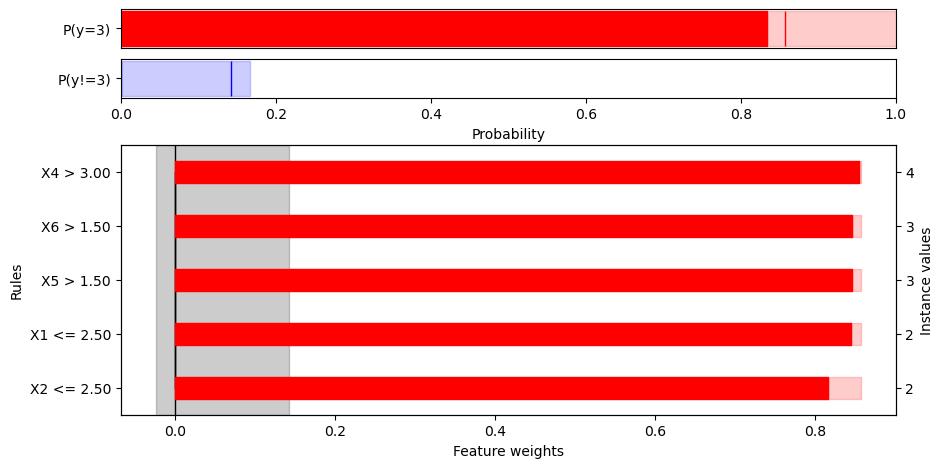 P(y=3)
P(y!=3)
0.0 0.2 0.4 0.6 0.8 1.0
Probability
X4 > 3.00 4
X6 > 1.50 3
X5 > 1.50 3
X1 <= 2.50 2
X2 <= 2.50 2
Rules
Instance values
0.0 0.2 0.4 0.6 0.8
Feature weights